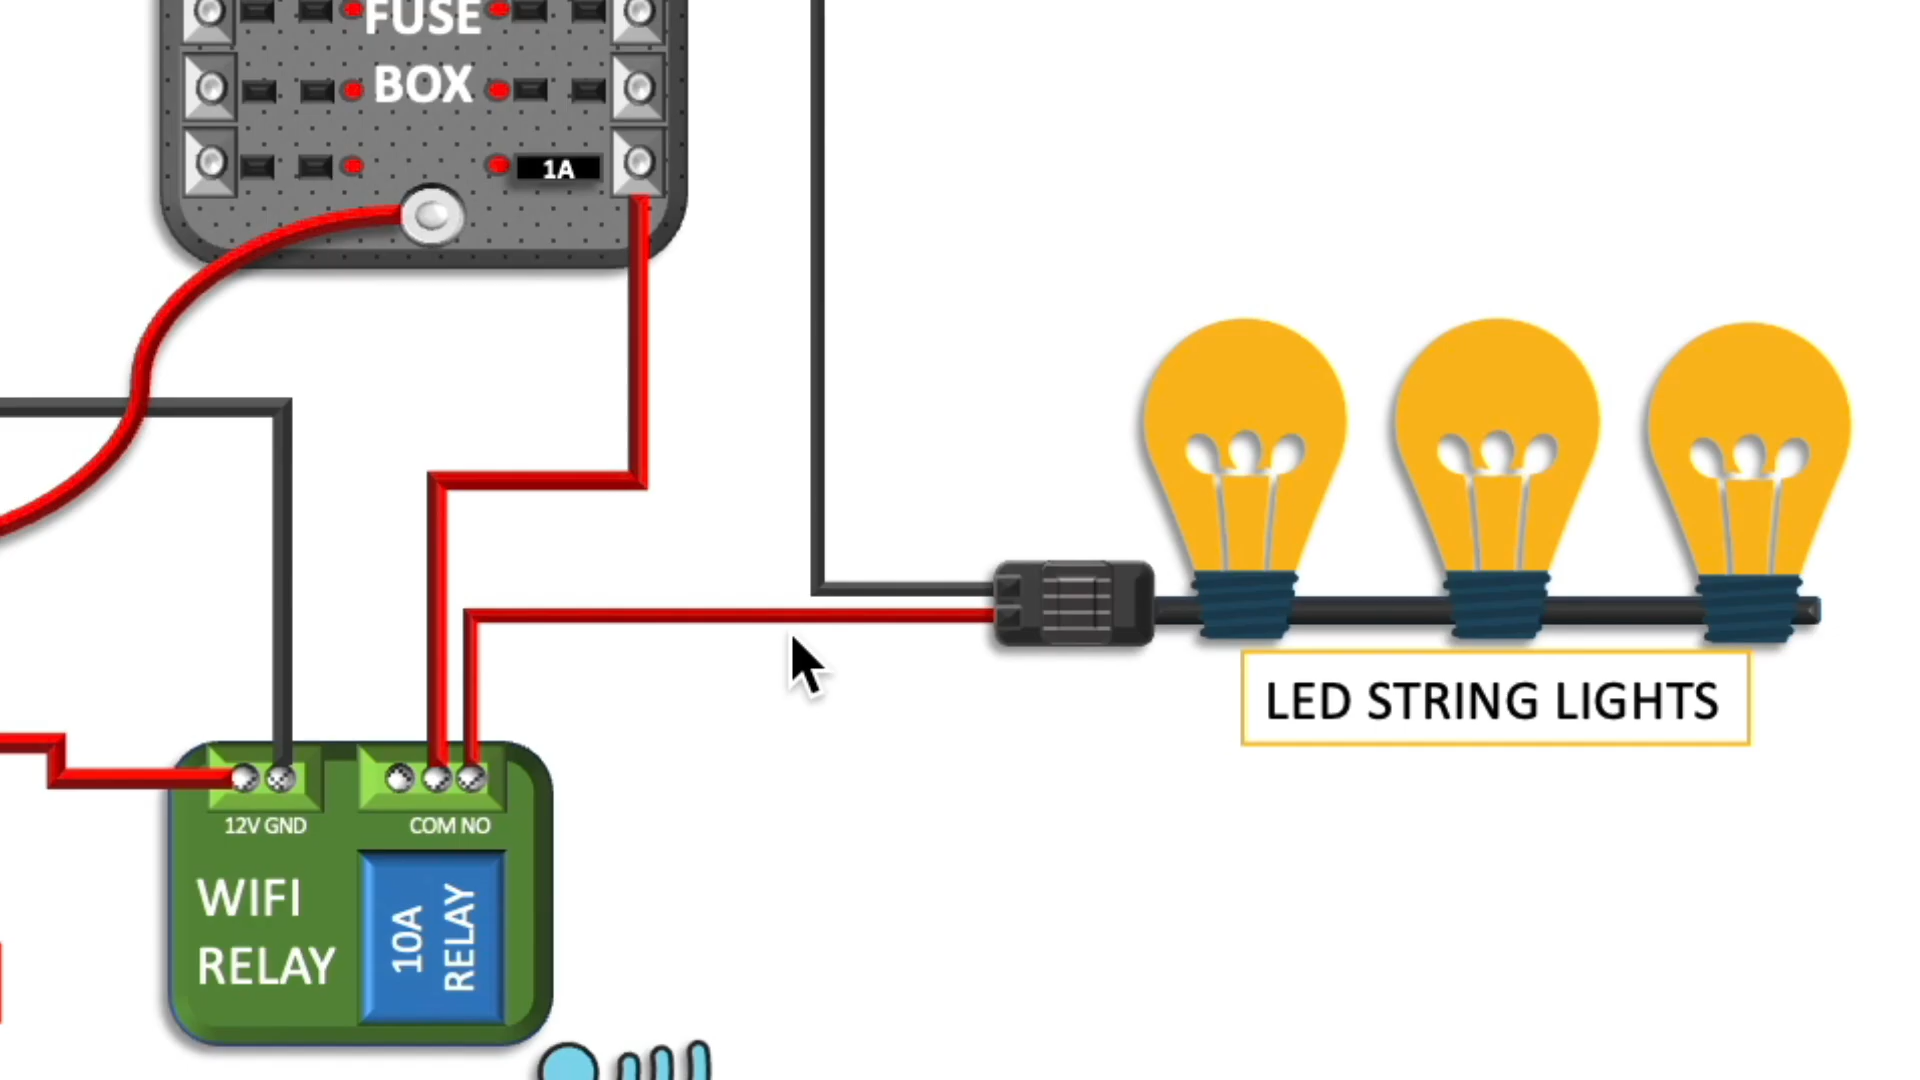 FUSE
BOX
1A
LED STRING LIGHTS
12V GND
COM NO
WIFI
RELAY
10A
RELAY